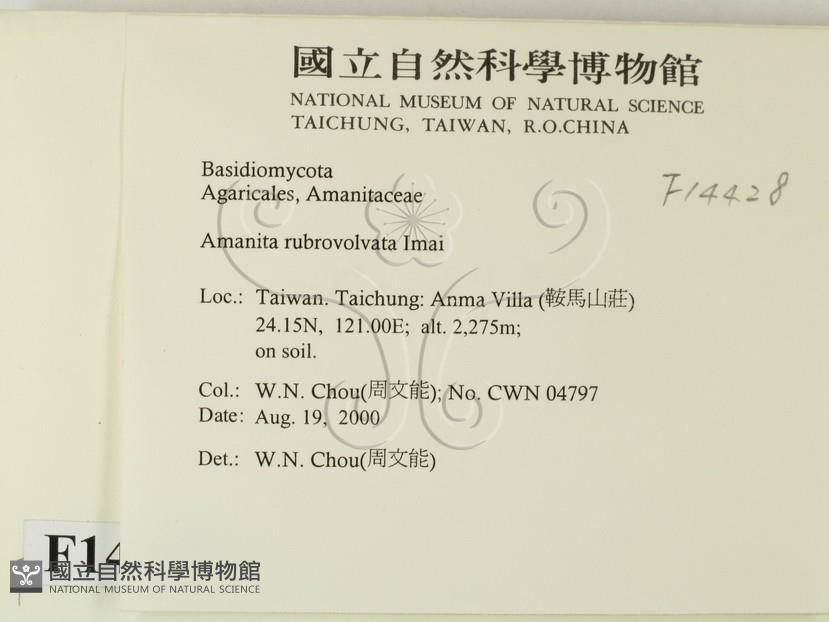 國立自然科學博物館
NATIONAL MUSEUM OF NATURAL SCIENCE
TAICHUNG, TAIWAN, R.O.CHINA
Basidiomycota
Agaricales, Amanitaceae
F14428
Amanita rubrovolvata Imai
Loc.: Taiwan. Taichung: Anma Villa (鞍馬山莊)
24.15N, 121.00E; alt. 2,275m;
on soil.
Col.: W.N. Chou(周文能); No. CWN 04797
Date: Aug. 19, 2000
Det.: W.N. Chou(周文能)
F14
國立自然科學博物館
NATIONAL MUSEUM OF NATURAL SCIENCE